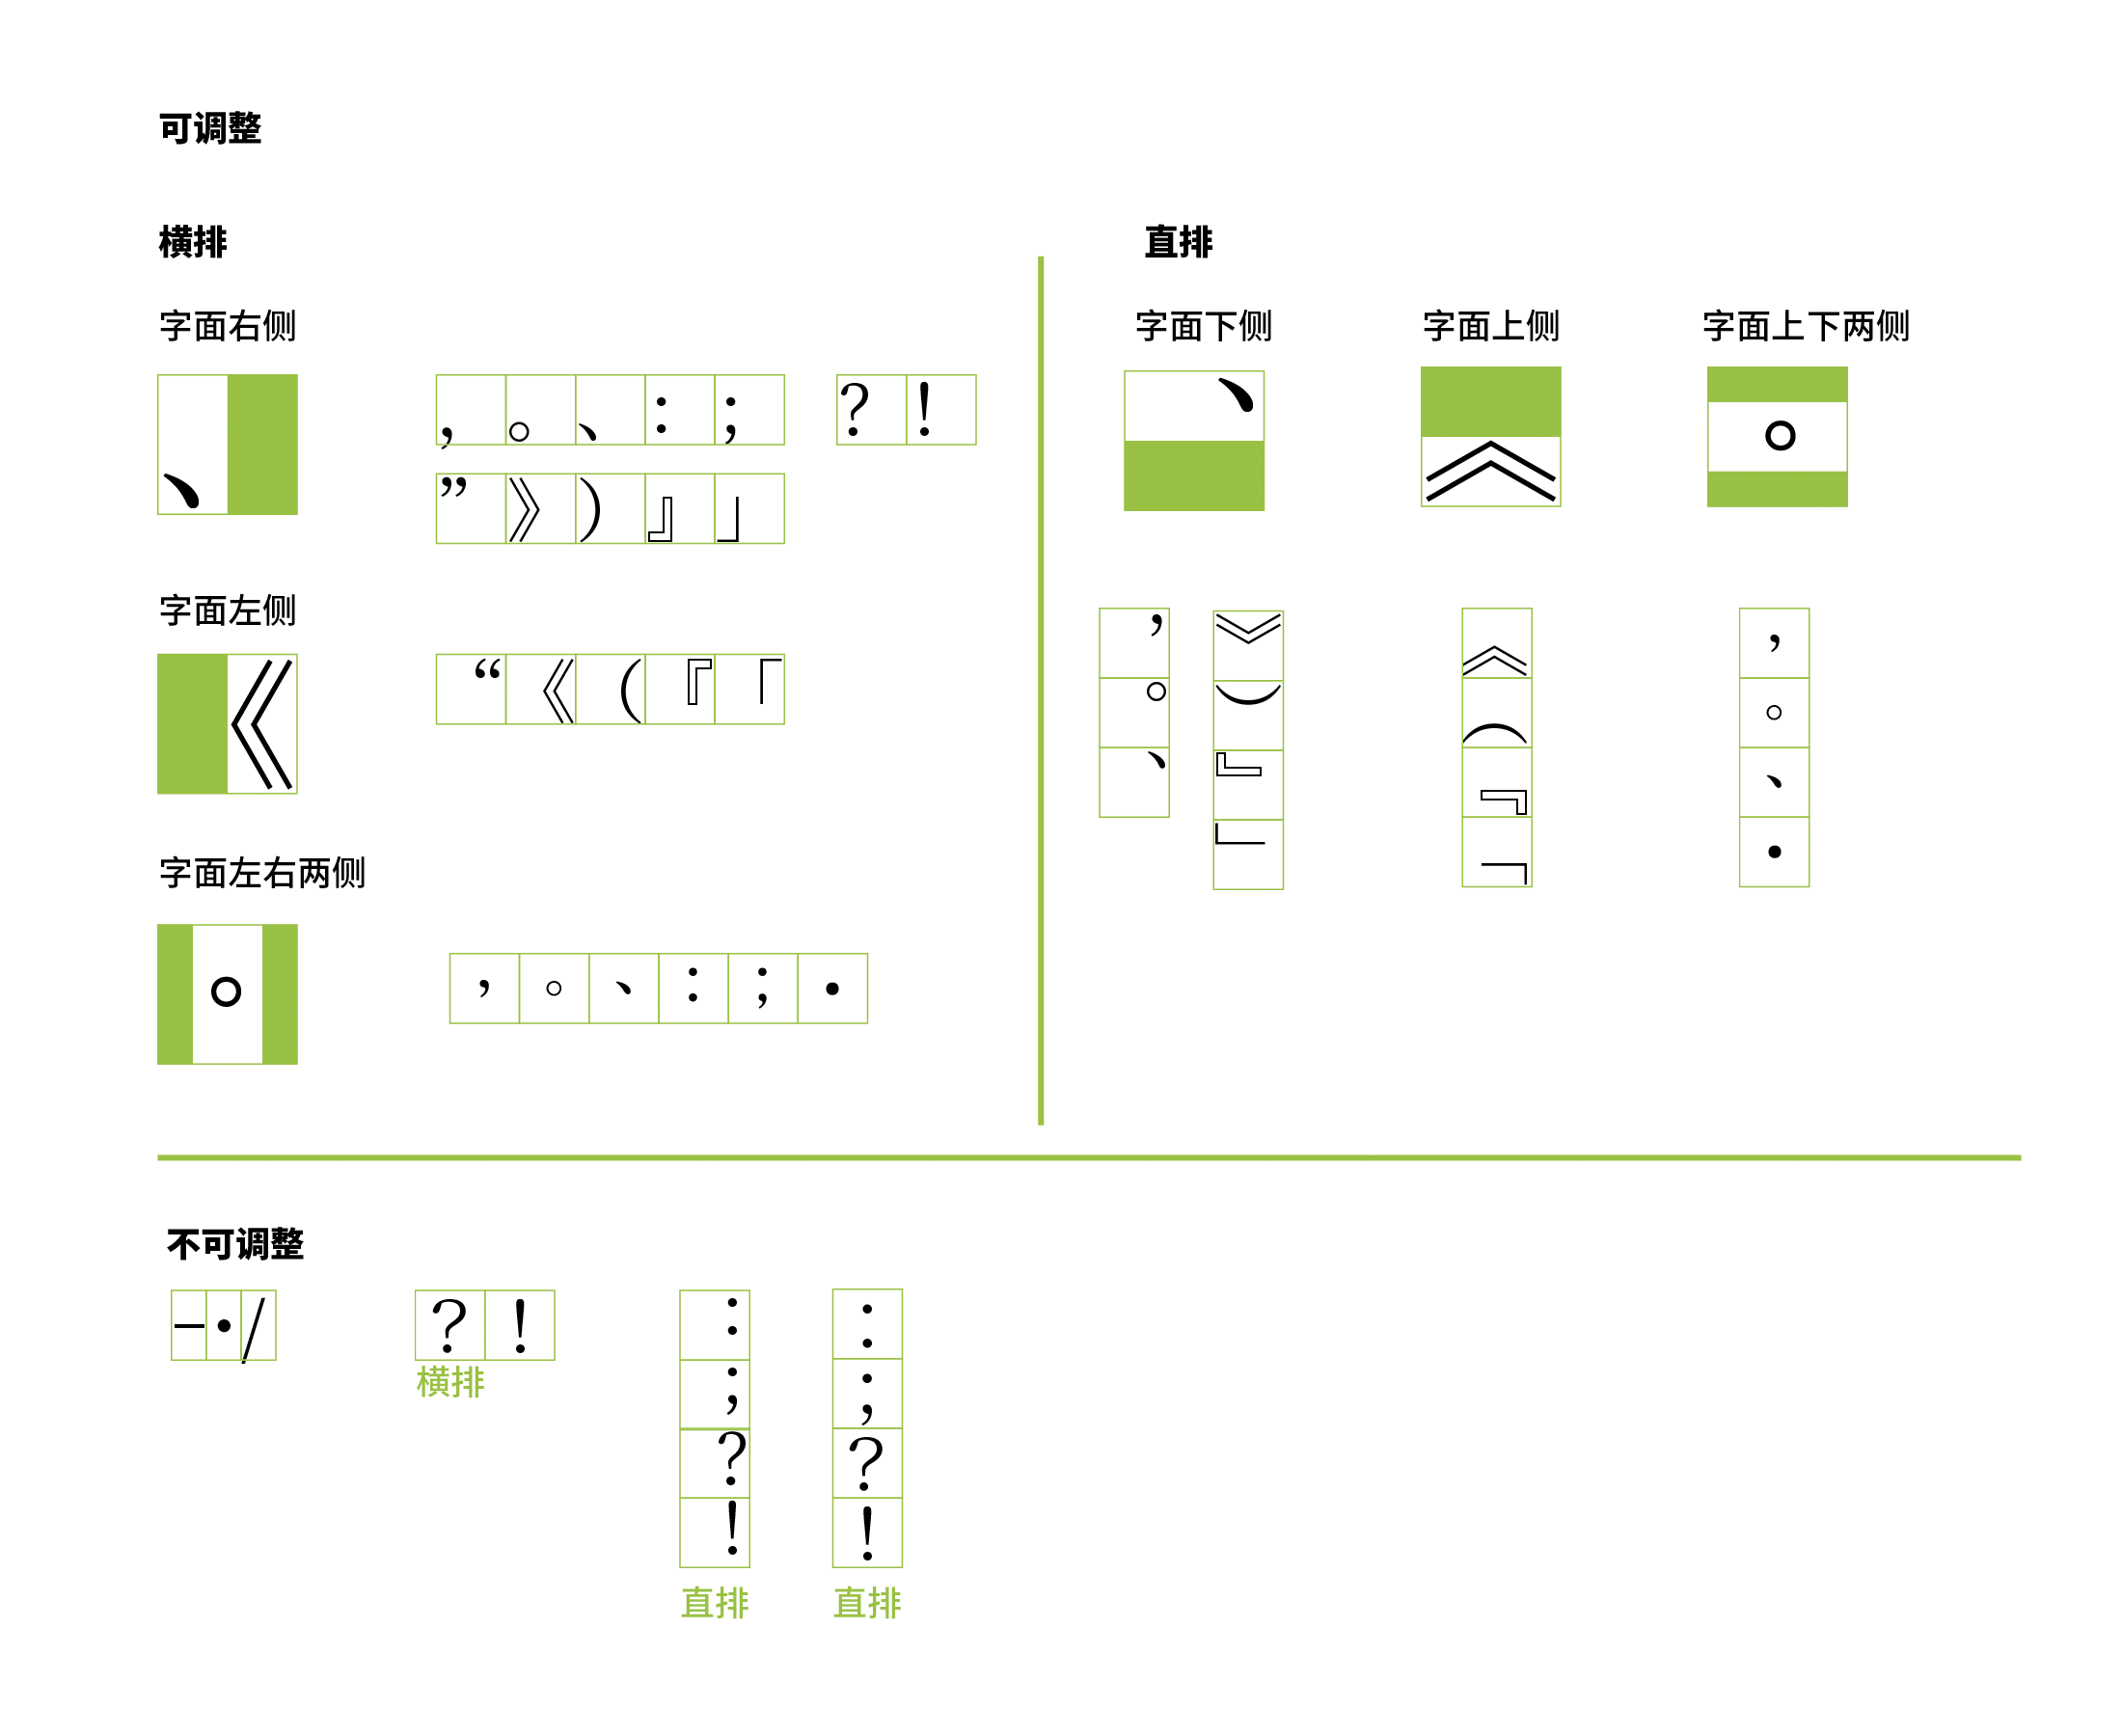 可调整
横排
字面右侧
、
，。、：；
？！
”》）』」
字面左侧
《
“《（『「
字面左右两侧
。
，。、：；·
直排
字面下侧
、
，
。
、
》
）
』
」
字面上侧
《
《
（
『
「
字面上下两侧
。
，
。
、
·
不可调整
–·/
？！
横排
：
；
？
！
直排
：
；
？
！
直排